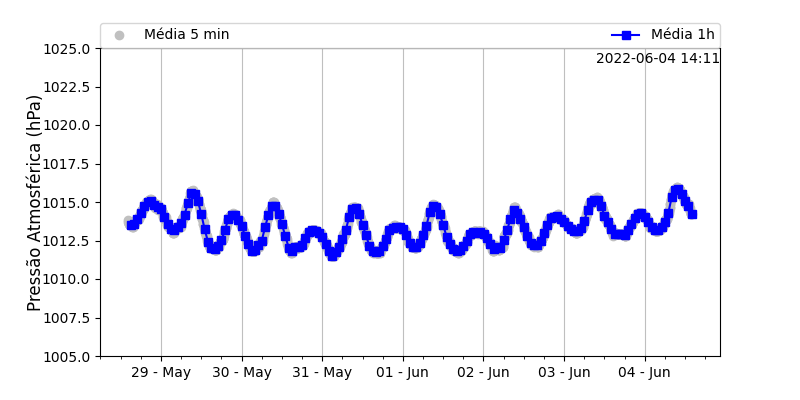 Média 5 min
Média 1h
2022-06-04 14:11
Pressão Atmosférica (hPa)
1025.0
1022.5
1020.0
1017.5
1015.0
1012.5
1010.0
1007.5
1005.0
29 - May
30 - May
31 - May
01 - Jun
02 - Jun
03 - Jun
04 - Jun